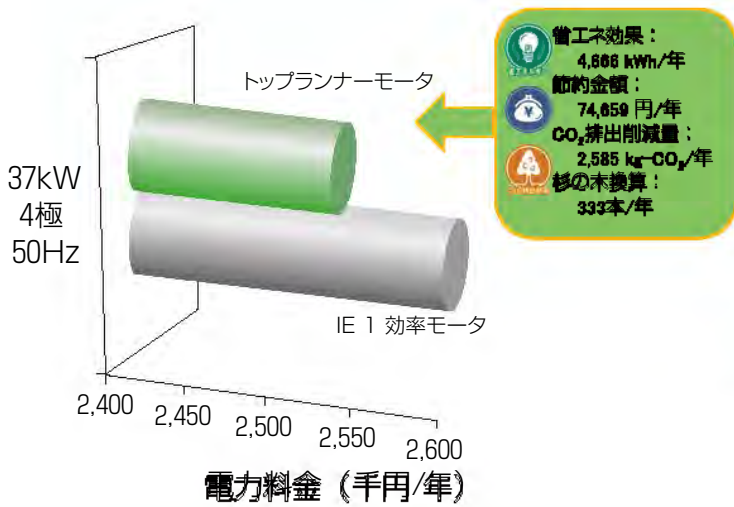 トップランナーモータ
37kW
4極
50Hz
IE 1 効率モータ
2,400
2,450
2,500
2,550
2,600
電力料金（千円/年）
省エネ効果：
4,666 kWh/年
節約金額：
74,659 円/年
CO₂排出削減量：
2,585 kg-CO₂/年
杉の木換算：
333本/年